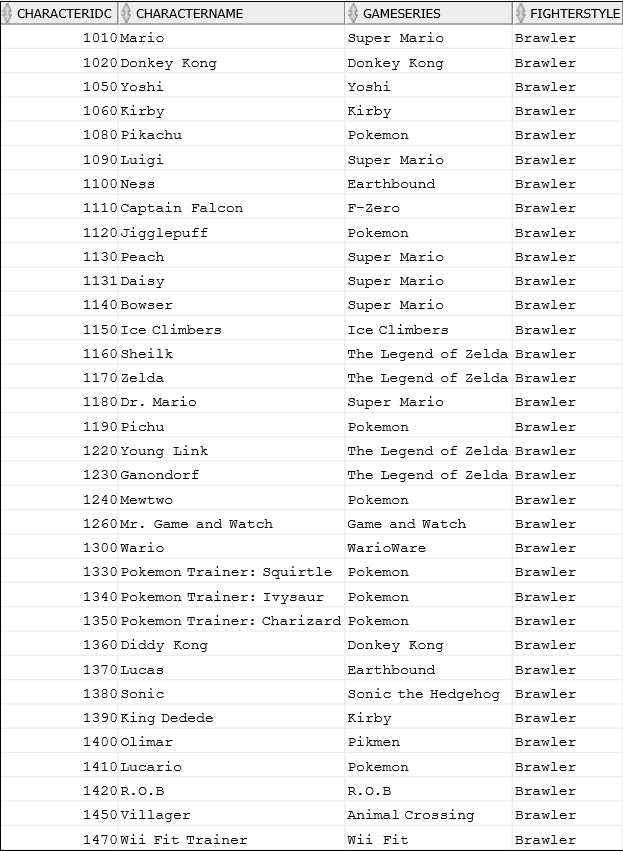 CHARACTERIDC CHARACTERNAME GAMESERIES FIGHTERSTYLE
1010 Mario Super Mario Brawler
1020 Donkey Kong Donkey Kong Brawler
1050 Yoshi Yoshi Brawler
1060 Kirby Kirby Brawler
1080 Pikachu Pokemon Brawler
1090 Luigi Super Mario Brawler
1100 Ness Earthbound Brawler
1110 Captain Falcon F-Zero Brawler
1120 Jigglepuff Pokemon Brawler
1130 Peach Super Mario Brawler
1131 Daisy Super Mario Brawler
1140 Bowser Super Mario Brawler
1150 Ice Climbers Ice Climbers Brawler
1160 Sheilk The Legend of Zelda Brawler
1170 Zelda The Legend of Zelda Brawler
1180 Dr. Mario Super Mario Brawler
1190 Pichu Pokemon Brawler
1220 Young Link The Legend of Zelda Brawler
1230 Ganondorf The Legend of Zelda Brawler
1240 Mewtwo Pokemon Brawler
1260 Mr. Game and Watch Game and Watch Brawler
1300 Wario WarioWare Brawler
1330 Pokemon Trainer: Squirtle Pokemon Brawler
1340 Pokemon Trainer: Ivysaur Pokemon Brawler
1350 Pokemon Trainer: Charizard Pokemon Brawler
1360 Diddy Kong Donkey Kong Brawler
1370 Lucas Earthbound Brawler
1380 Sonic Sonic the Hedgehog Brawler
1390 King Dedede Kirby Brawler
1400 Olimar Pikmen Brawler
1410 Lucario Pokemon Brawler
1420 R.O.B R.O.B Brawler
1450 Villager Animal Crossing Brawler
1470 Wii Fit Trainer Wii Fit Brawler